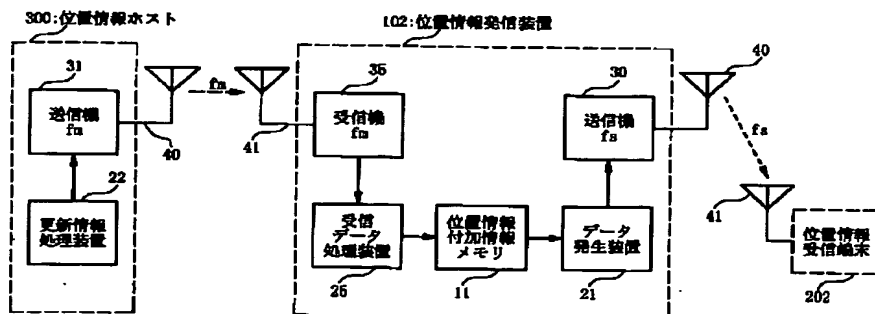 300:位置情報ホスト
102:位置情報発信装置
31
送信機
fm
40
22
更新情報
処理装置
fm
41
35
受信機
fm
受信
データ
処理装置
25
位置情報
付加情報
メモリ
11
データ
発生装置
21
30
送信機
fs
40
fs
41
位置情報
受信端末
202